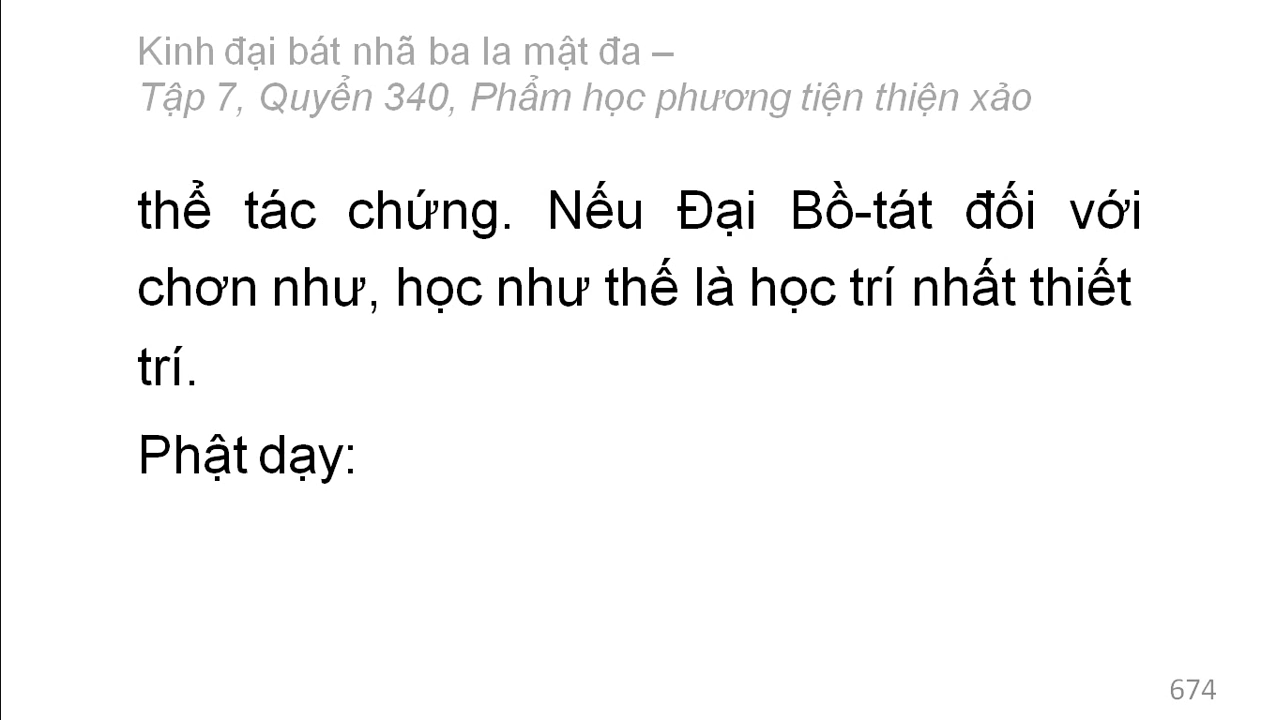 Kinh đại bát nhã ba la mật đa –
Tập 7, Quyển 340, Phẩm học phương tiện thiện xảo
thể tác chứng. Nếu Đại Bồ-tát đối với
chơn như, học như thế là học trí nhất thiết
trí.
Phật dạy:
674